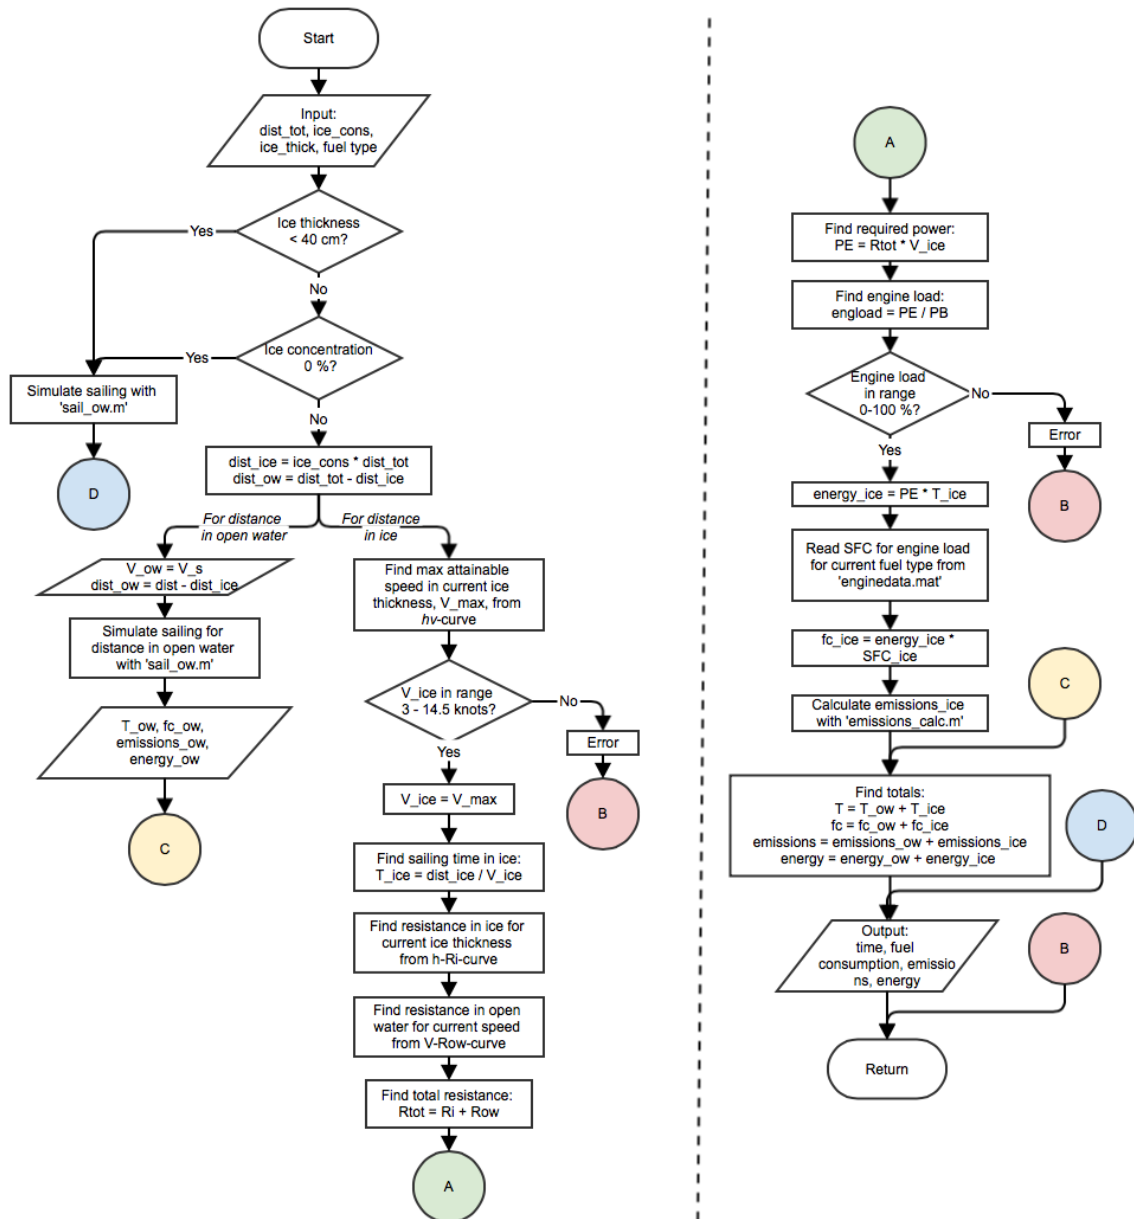 Start
Input:
dist_tot, ice_cons,
ice_thick, fuel type
Ice thickness
< 40 cm?
Yes
No
Ice concentration
0 %?
Yes
No
Simulate sailing with
'sail_ow.m'
D
dist_ice = ice_cons * dist_tot
dist_ow = dist_tot - dist_ice
For distance
in open water
For distance
in ice
V_ow = V_s
dist_ow = dist - dist_ice
Simulate sailing for
distance in open water
with 'sail_ow.m'
T_ow, fc_ow,
emissions_ow,
energy_ow
C
Find max attainable
speed in current ice
thickness, V_max, from
hv-curve
V_ice in range
3 - 14.5 knots?
No
Error
B
Yes
V_ice = V_max
Find sailing time in ice:
T_ice = dist_ice / V_ice
Find resistance in ice for
current ice thickness
from h-Ri-curve
Find resistance in open
water for current speed
from V-Row-curve
Find total resistance:
Rtot = Ri + Row
A
A
Find required power:
PE = Rtot * V_ice
Find engine load:
engload = PE / PB
Engine load
in range
0-100 %?
No
Error
B
Yes
energy_ice = PE * T_ice
Read SFC for engine load
for current fuel type from
'enginedata.mat'
fc_ice = energy_ice *
SFC_ice
C
Calculate emissions_ice
with 'emissions_calc.m'
Find totals:
T = T_ow + T_ice
fc = fc_ow + fc_ice
emissions = emissions_ow + emissions_ice
energy = energy_ow + energy_ice
D
Output:
time, fuel
consumption, emissio
ns, energy
B
Return